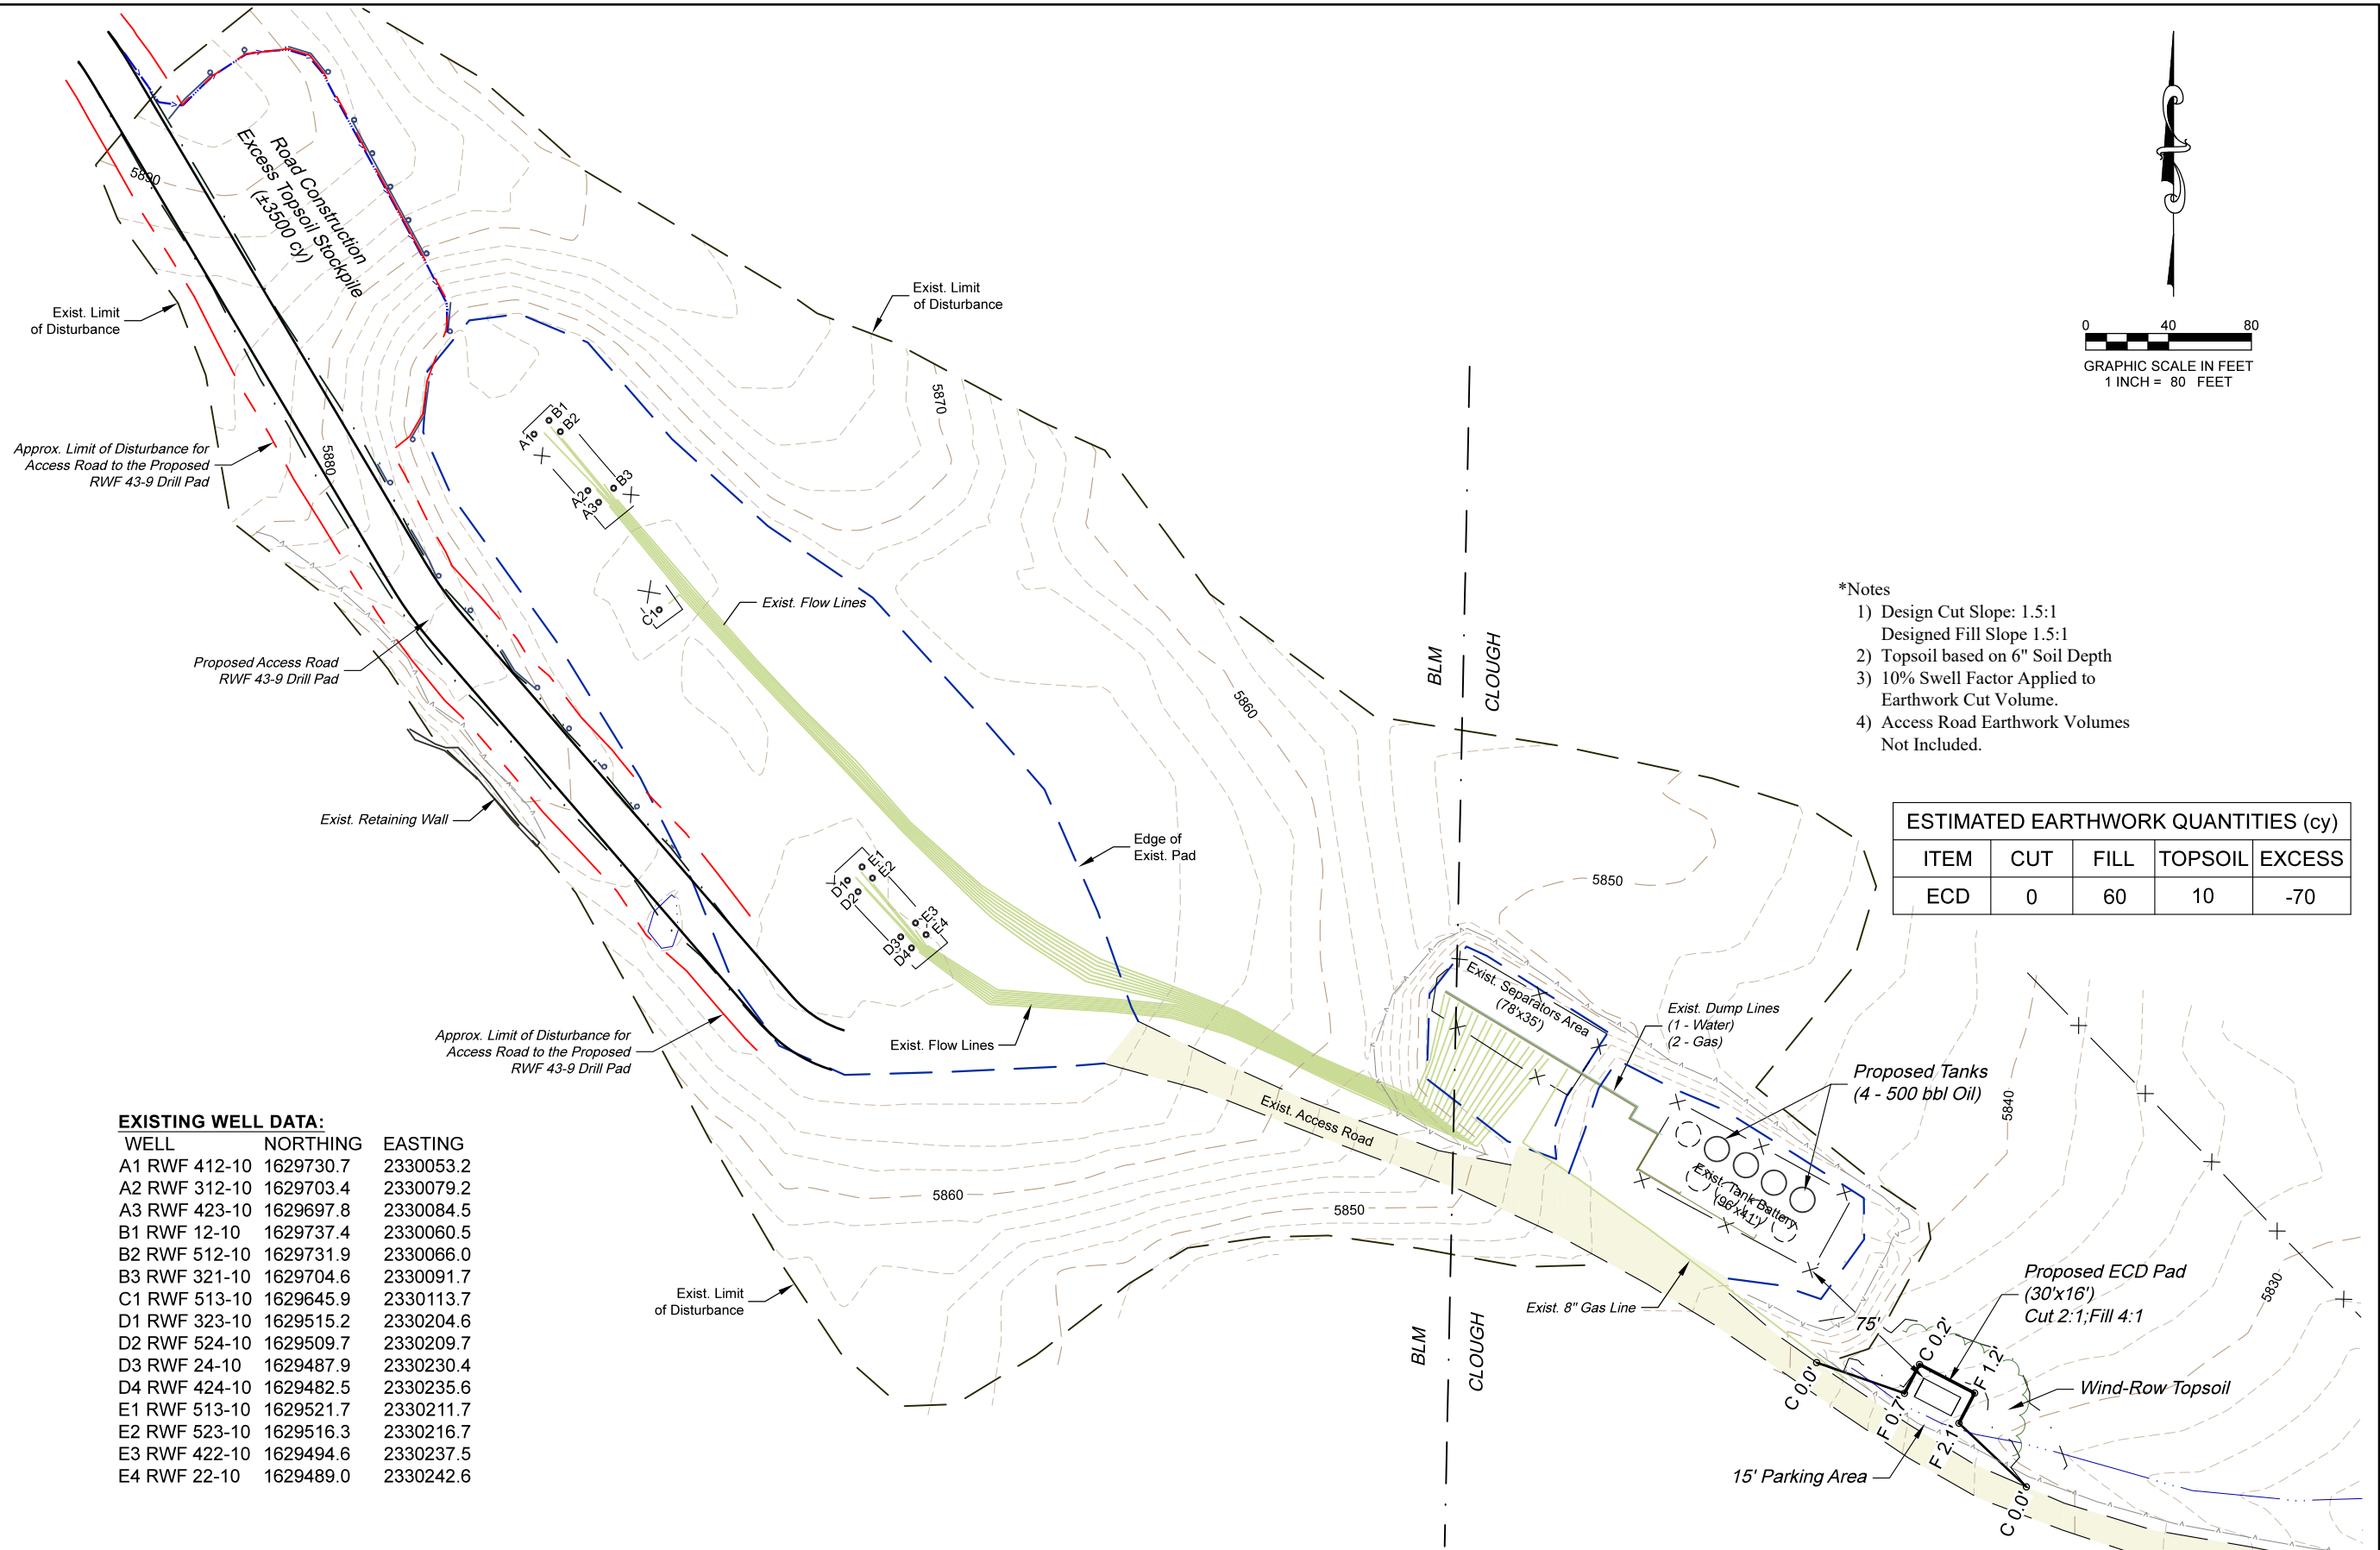 Road Construction
Excess Topsoil Stockpile
(±3500 cy)
5890
Exist. Limit
of Disturbance
Exist. Limit
of Disturbance
0 40 80
GRAPHIC SCALE IN FEET
1 INCH = 80 FEET
Approx. Limit of Disturbance for
Access Road to the Proposed
RWF 43-9 Drill Pad
5880
5870
A1
B1
B2
A2
A3
B3
C1
Exist. Flow Lines
Proposed Access Road
RWF 43-9 Drill Pad
Exist. Retaining Wall
BLM
CLOUGH
5860
*Notes
1) Design Cut Slope: 1.5:1
Designed Fill Slope 1.5:1
2) Topsoil based on 6" Soil Depth
3) 10% Swell Factor Applied to
Earthwork Cut Volume.
4) Access Road Earthwork Volumes
Not Included.
ESTIMATED EARTHWORK QUANTITIES (cy)
ITEM CUT FILL TOPSOIL EXCESS
ECD 0 60 10 -70
Edge of
Exist. Pad
E1
E2
D1
D2
E3
E4
D3
D4
5850
Exist. Separators Area
(78'x35')
Exist. Dump Lines
(1 - Water)
(2 - Gas)
Proposed Tanks
(4 - 500 bbl Oil)
5840
Approx. Limit of Disturbance for
Access Road to the Proposed
RWF 43-9 Drill Pad
Exist. Flow Lines
Exist. Access Road
Exist. Tank Battery
(96'x41')
5860
5850
5830
EXISTING WELL DATA:
WELL NORTHING EASTING
A1 RWF 412-10 1629730.7 2330053.2
A2 RWF 312-10 1629703.4 2330079.2
A3 RWF 423-10 1629697.8 2330084.5
B1 RWF 12-10 1629737.4 2330060.5
B2 RWF 512-10 1629731.9 2330066.0
B3 RWF 321-10 1629704.6 2330091.7
C1 RWF 513-10 1629645.9 2330113.7
D1 RWF 323-10 1629515.2 2330204.6
D2 RWF 524-10 1629509.7 2330209.7
D3 RWF 24-10 1629487.9 2330230.4
D4 RWF 424-10 1629482.5 2330235.6
E1 RWF 513-10 1629521.7 2330211.7
E2 RWF 523-10 1629516.3 2330216.7
E3 RWF 422-10 1629494.6 2330237.5
E4 RWF 22-10 1629489.0 2330242.6
Exist. Limit
of Disturbance
Exist. 8" Gas Line
BLM
CLOUGH
75'
Proposed ECD Pad
(30'x16')
Cut 2:1;Fill 4:1
C 0.2'
F 1.2'
C 0.0'
F 0.7'
F 2.1'
C 0.0'
Wind-Row Topsoil
15' Parking Area